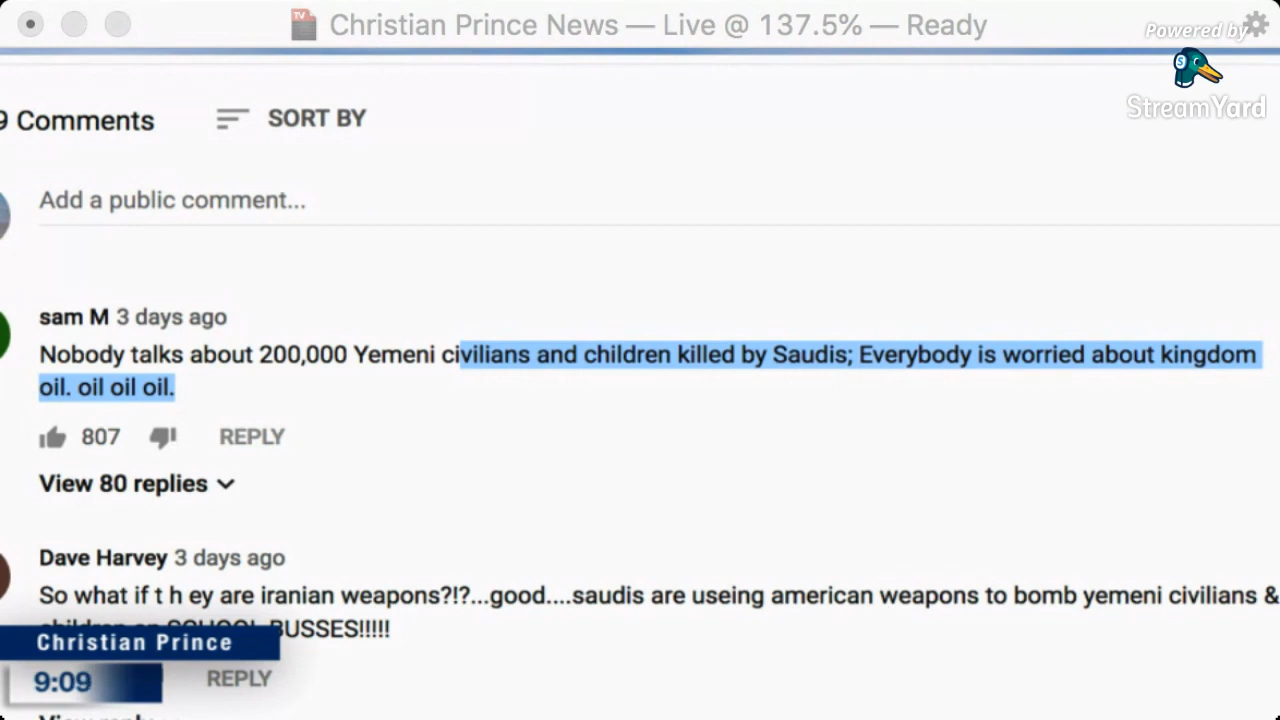 Christian Prince News — Live @ 137.5% — Ready
Powered by
StreamYard
9 Comments
SORT BY
Add a public comment...
sam M 3 days ago
Nobody talks about 200,000 Yemeni civilians and children killed by Saudis; Everybody is worried about kingdom
oil. oil oil oil.
807
REPLY
View 80 replies
Dave Harvey 3 days ago
So what if t h ey are iranian weapons?!?...good....saudis are useing american weapons to bomb yemeni civilians &
BUSSES!!!!!
Christian Prince
9:09
REPLY